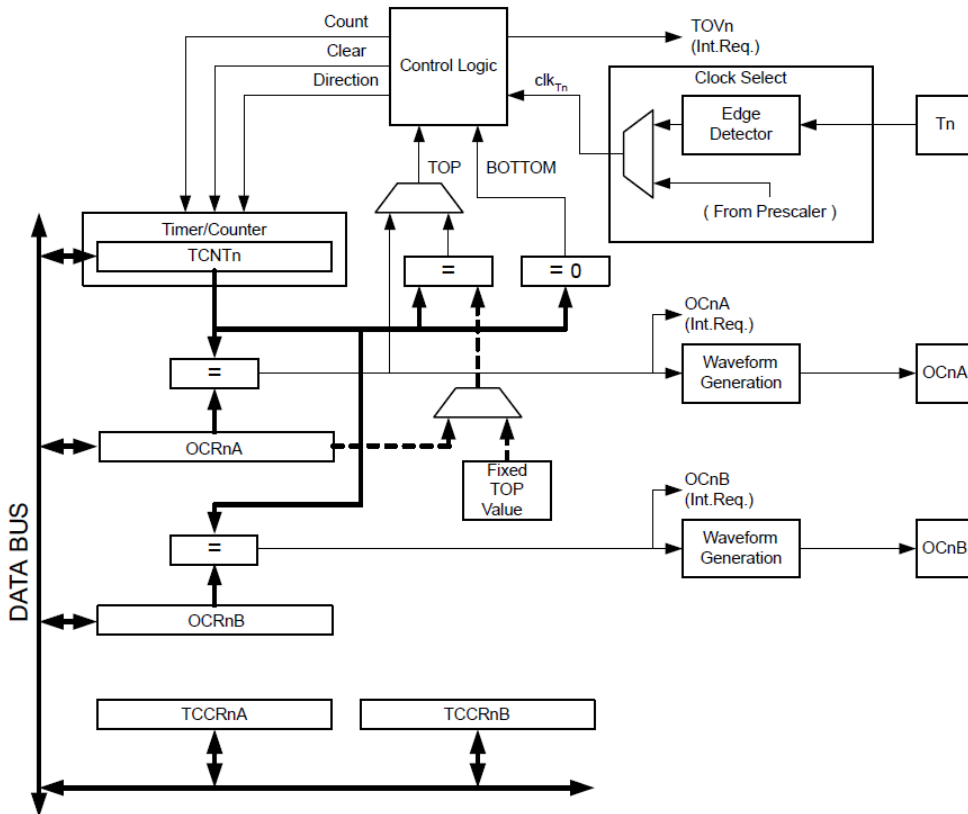 Count
Clear
Direction
Control Logic
TOVn
(Int.Req.)
clkTn
Clock Select
Edge
Detector
Tn
( From Prescaler )
TOP
BOTTOM
Timer/Counter
TCNTn
=
= 0
OCnA
(Int.Req.)
=
Waveform
Generation
OCnA
OCRnA
Fixed
TOP
Value
OCnB
(Int.Req.)
=
Waveform
Generation
OCnB
DATA BUS
OCRnB
TCCRnA
TCCRnB